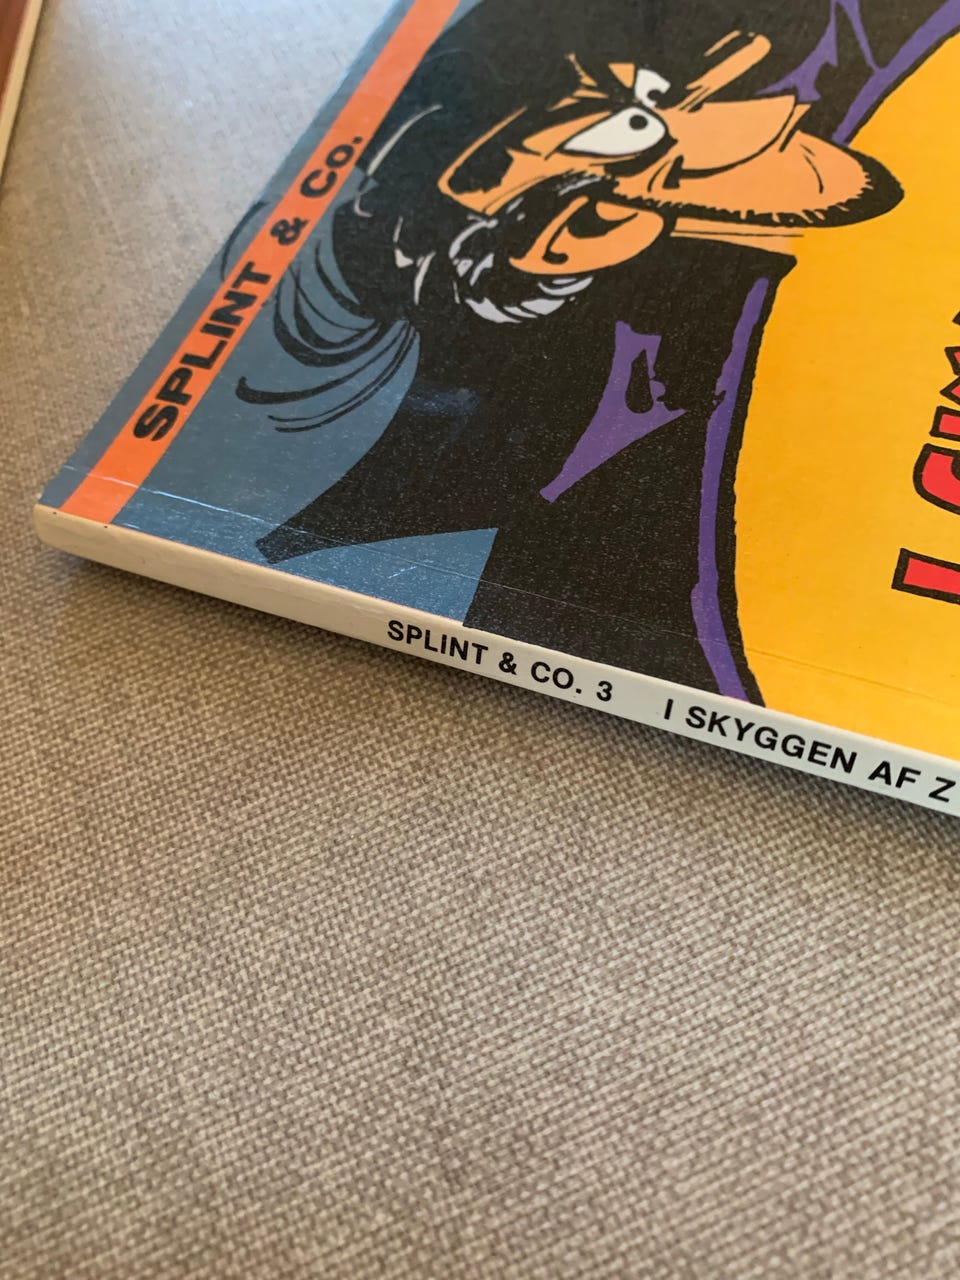 SPLINT & CO.
SPLINT & CO. 3 I SKYGGEN AF Z